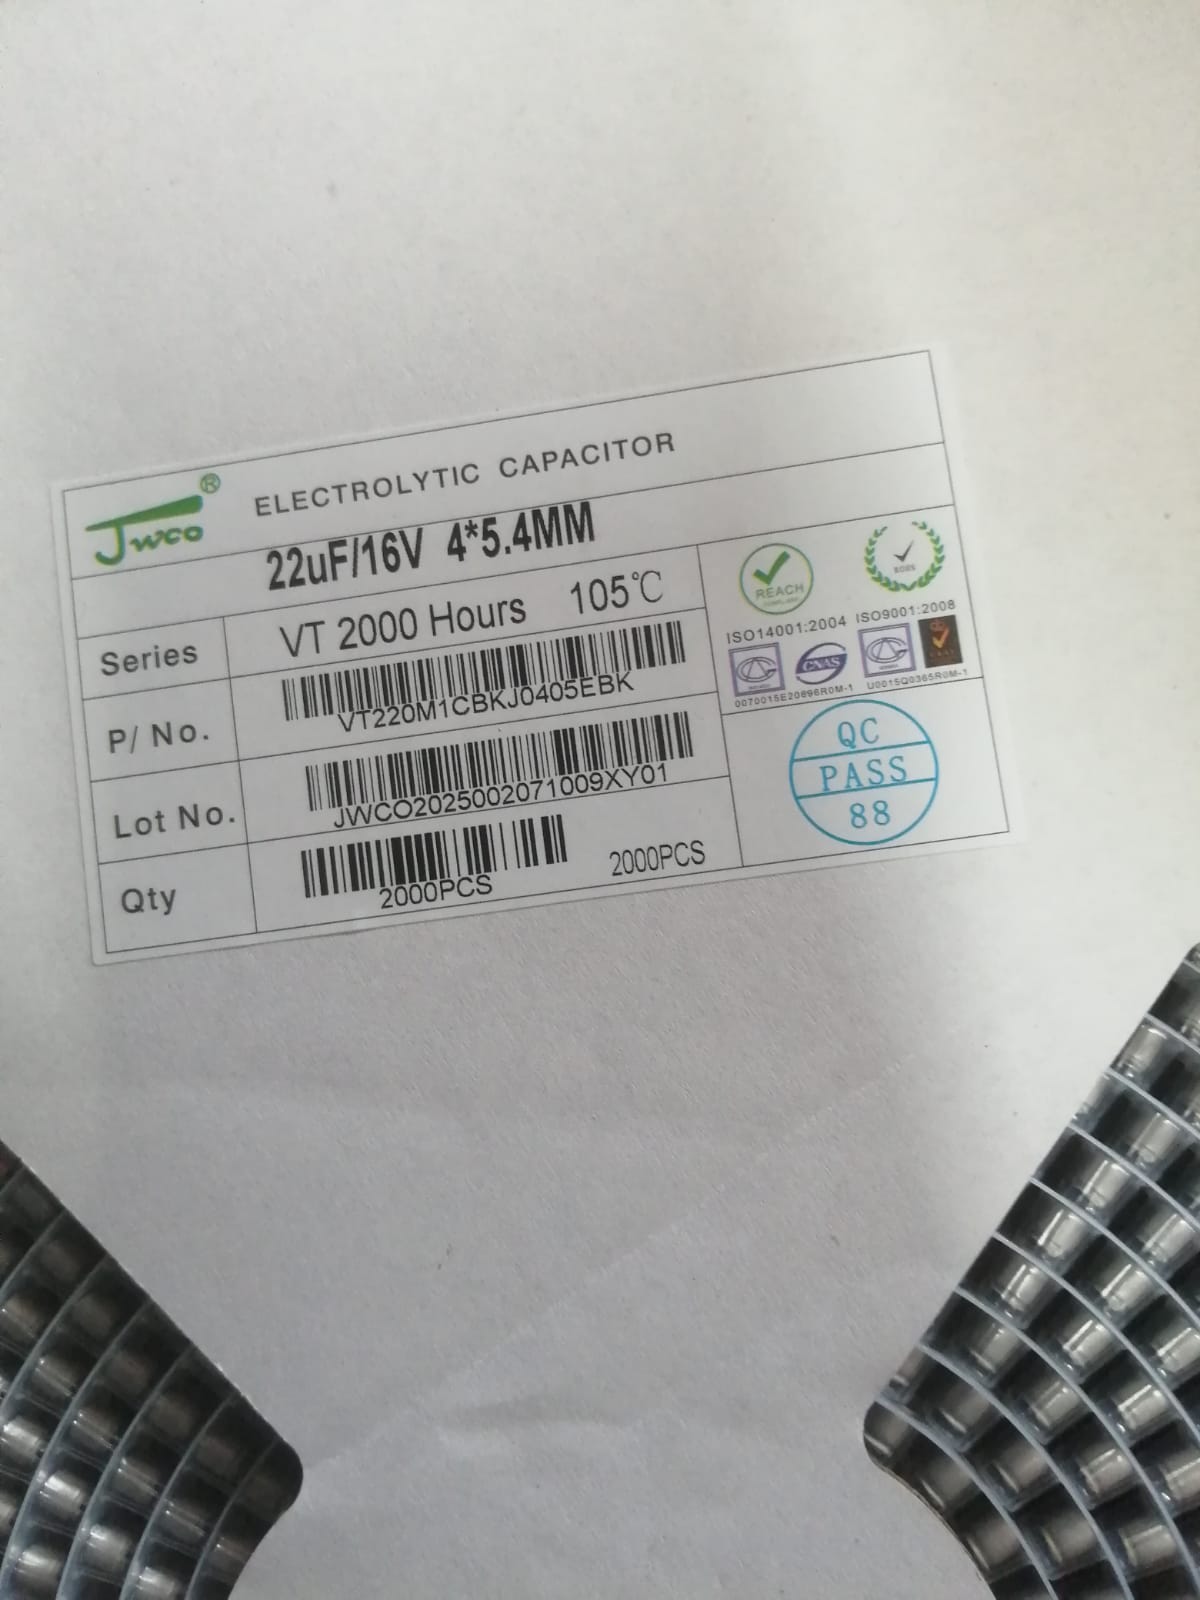 Jwco®
ELECTROLYTIC CAPACITOR
22uF/16V 4*5.4MM
Series
VT 2000 Hours 105℃
P/ No.
VT220M1CBKJ0405EBK
Lot No.
JWCO2025002071009XY01
Qty
2000PCS
2000PCS
REACH
ROHS
ISO14001:2004 ISO9001:2008
CNAS
0070015E20896R0M-1 U0015Q0365R0M-1
QC
PASS
88